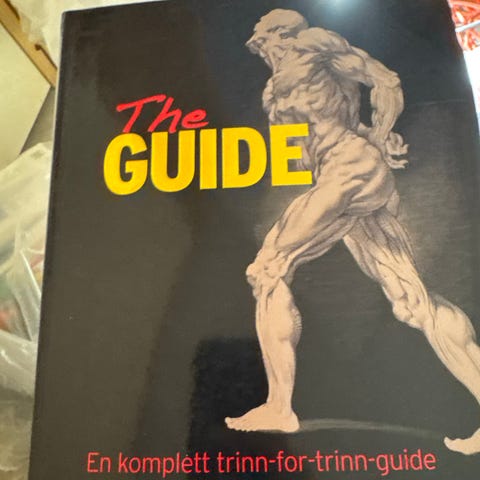 The
GUIDE
En komplett trinn-for-trinn-guide